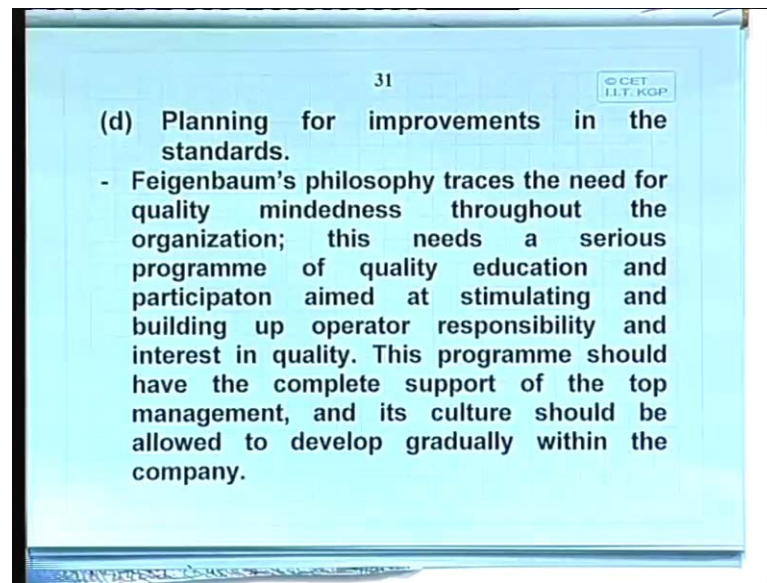 31
© CET
I.I.T. KGP
(d) Planning for improvements in the
standards.
- Feigenbaum's philosophy traces the need for
quality mindedness throughout the
organization; this needs a serious
programme of quality education and
participaton aimed at stimulating and
building up operator responsibility and
interest in quality. This programme should
have the complete support of the top
management, and its culture should be
allowed to develop gradually within the
company.